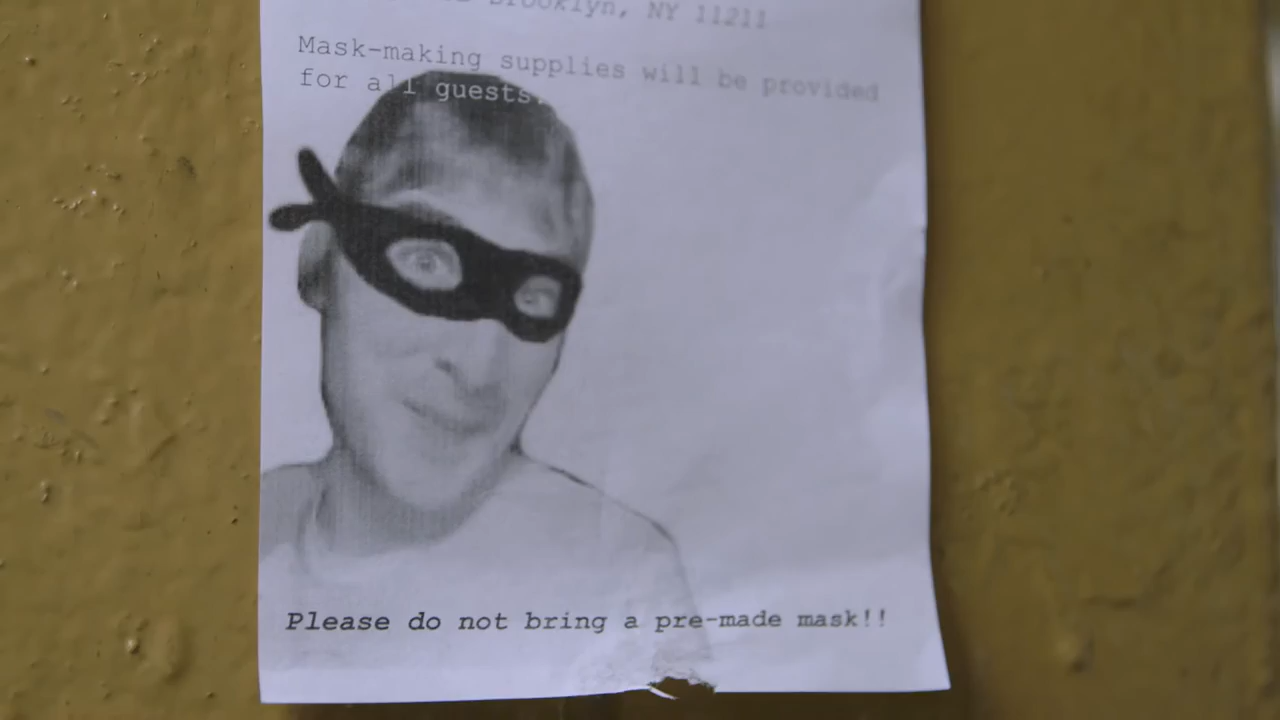 Brooklyn, NY 11211
Mask-making supplies will be provided
for all guests.
Please do not bring a pre-made mask!!